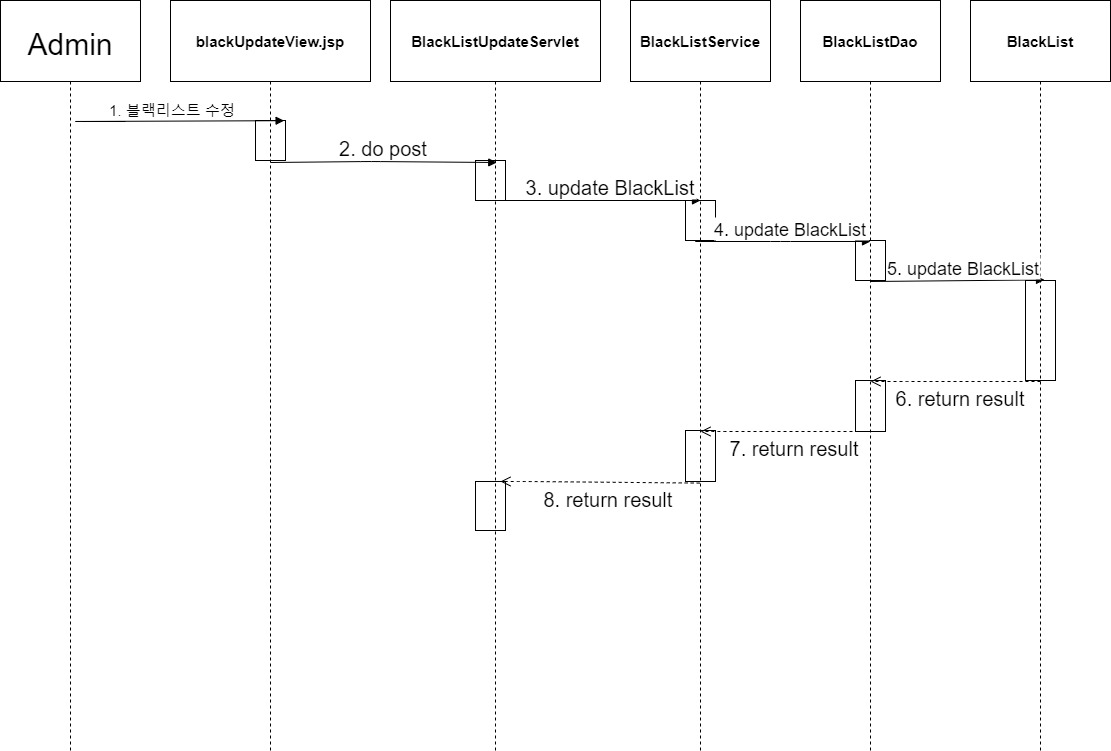 Admin
blackUpdateView.jsp
BlackListUpdateServlet
BlackListService
BlackListDao
BlackList
1. 블랙리스트 수정
2. do post
3. update BlackList
4. update BlackList
5. update BlackList
6. return result
7. return result
8. return result